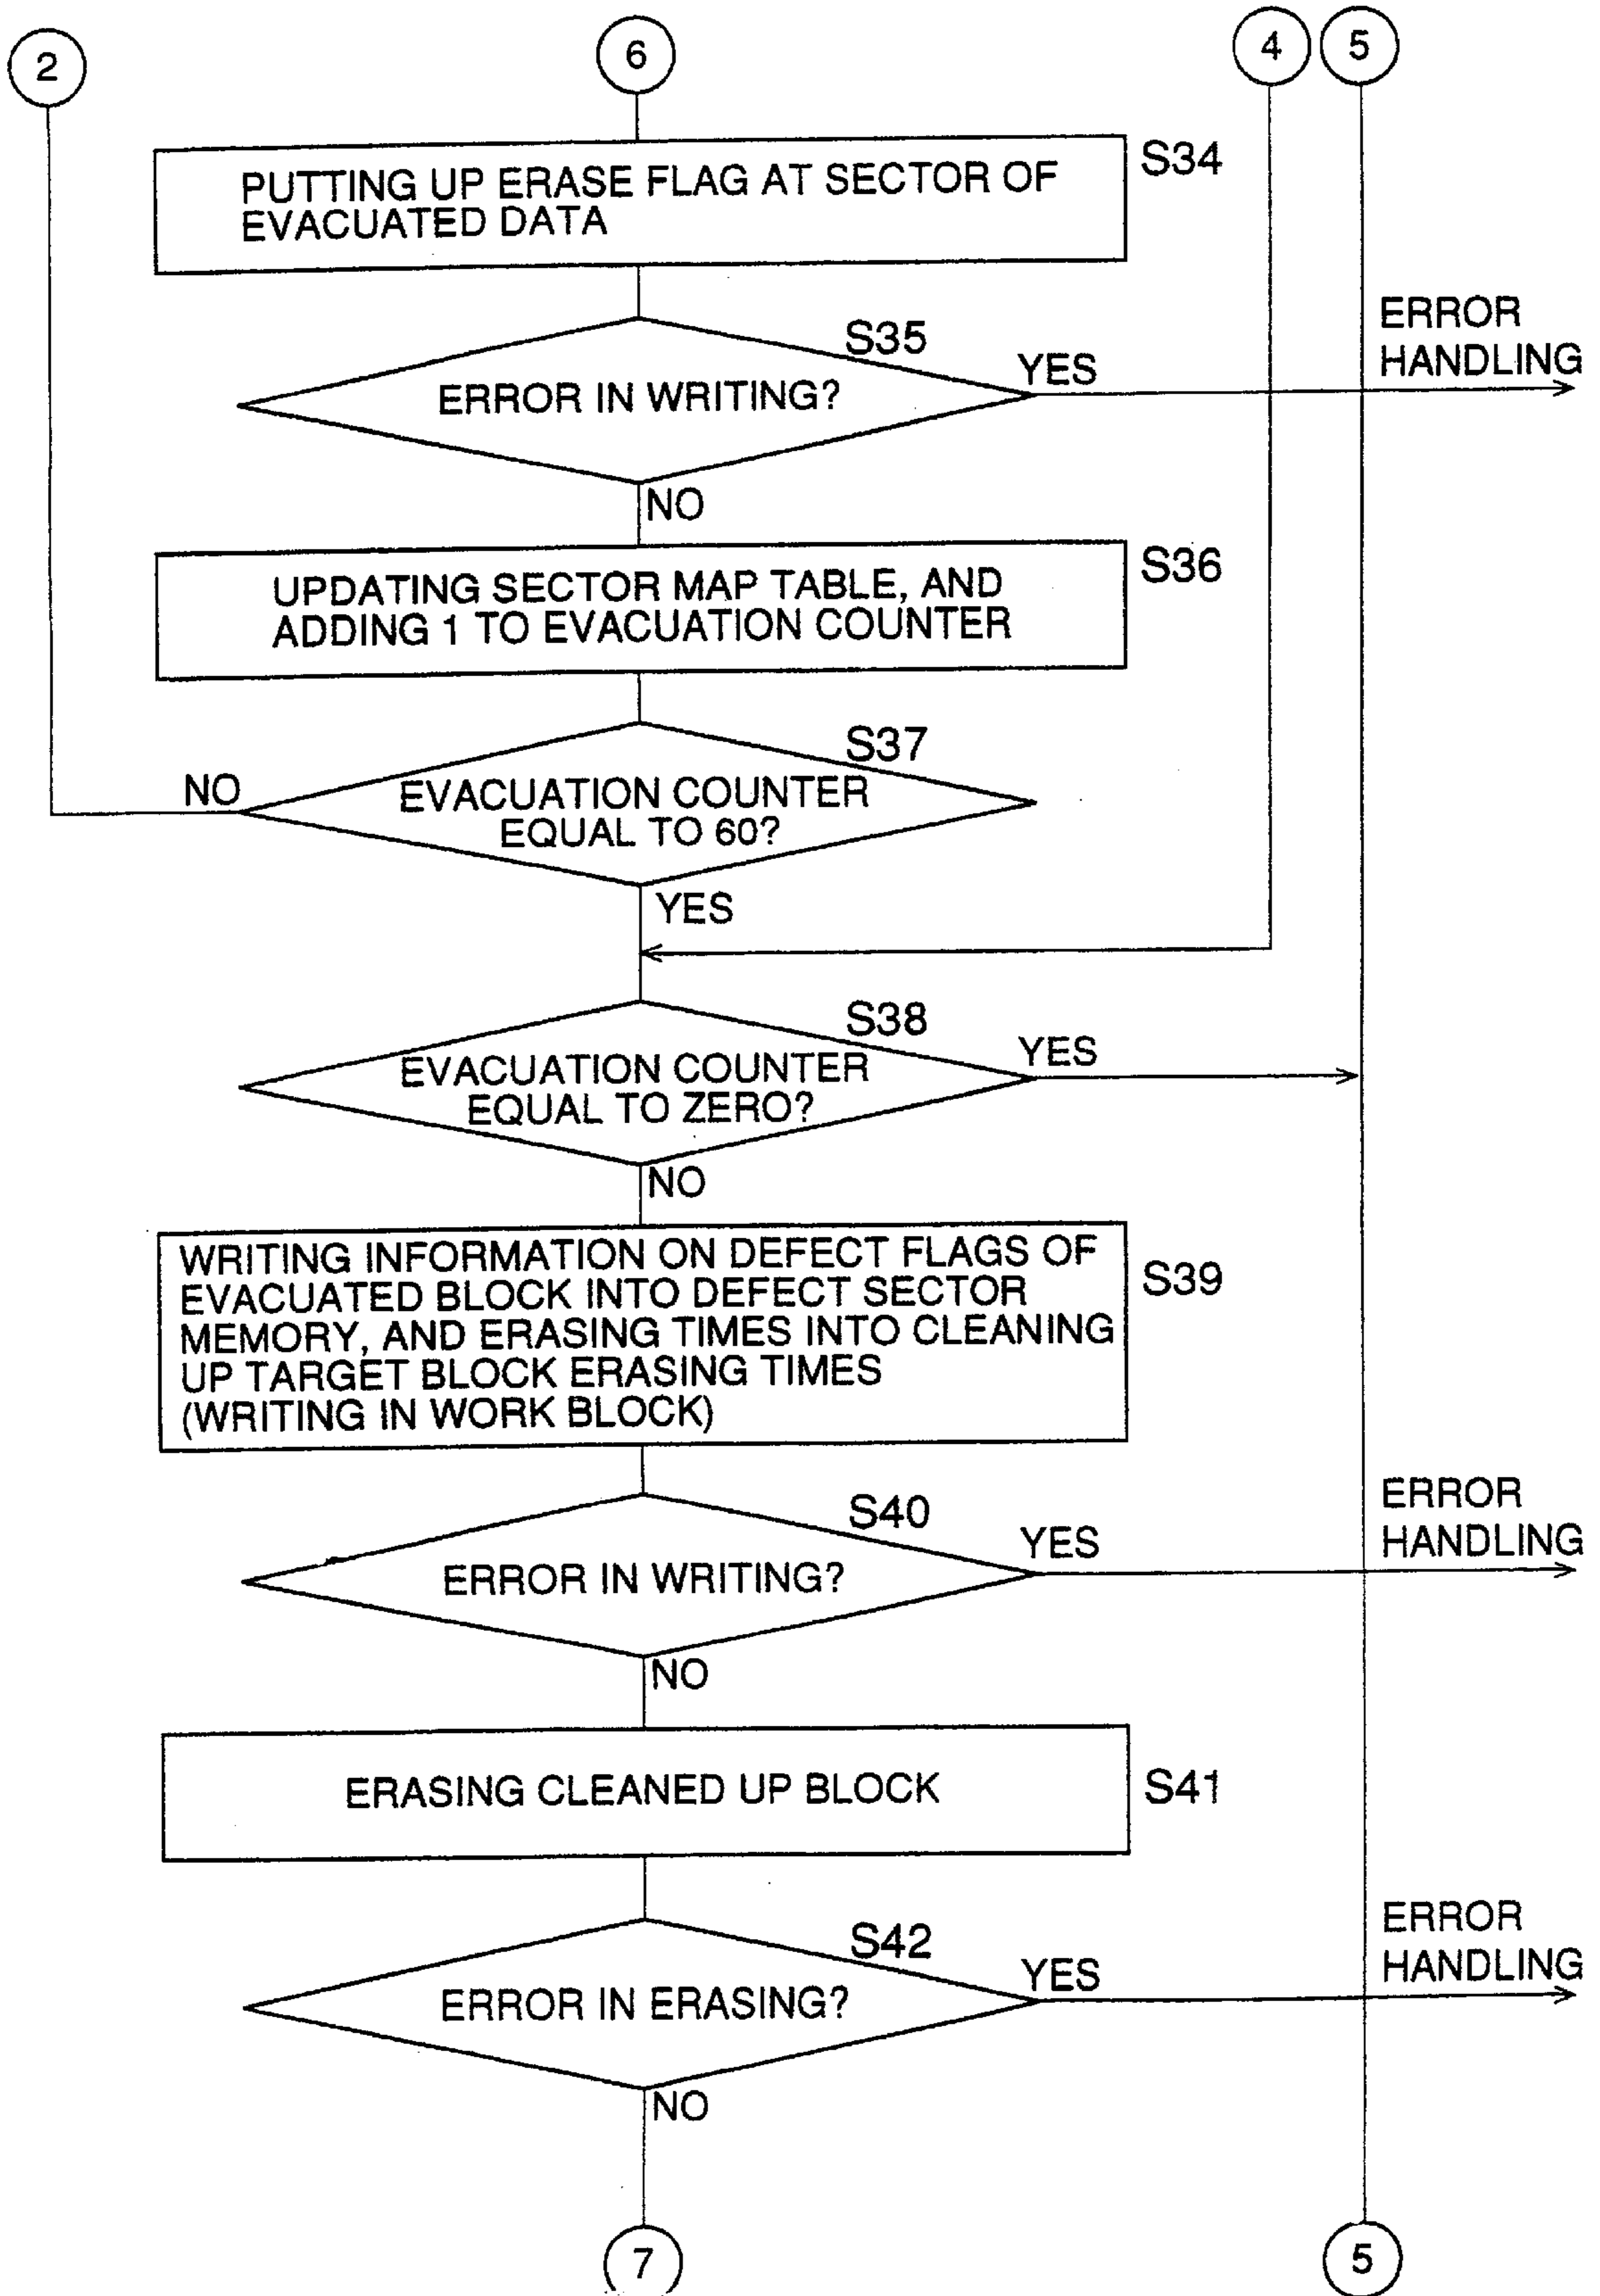 2
6
4
5
PUTTING UP ERASE FLAG AT SECTOR OF
EVACUATED DATA
S34
S35
ERROR IN WRITING?
YES
ERROR
HANDLING
NO
UPDATING SECTOR MAP TABLE, AND
ADDING 1 TO EVACUATION COUNTER
S36
S37
NO
EVACUATION COUNTER
EQUAL TO 60?
YES
S38
EVACUATION COUNTER
EQUAL TO ZERO?
YES
NO
WRITING INFORMATION ON DEFECT FLAGS OF
EVACUATED BLOCK INTO DEFECT SECTOR
MEMORY, AND ERASING TIMES INTO CLEANING
UP TARGET BLOCK ERASING TIMES
(WRITING IN WORK BLOCK)
S39
S40
ERROR IN WRITING?
YES
ERROR
HANDLING
NO
ERASING CLEANED UP BLOCK
S41
S42
ERROR IN ERASING?
YES
ERROR
HANDLING
NO
7
5